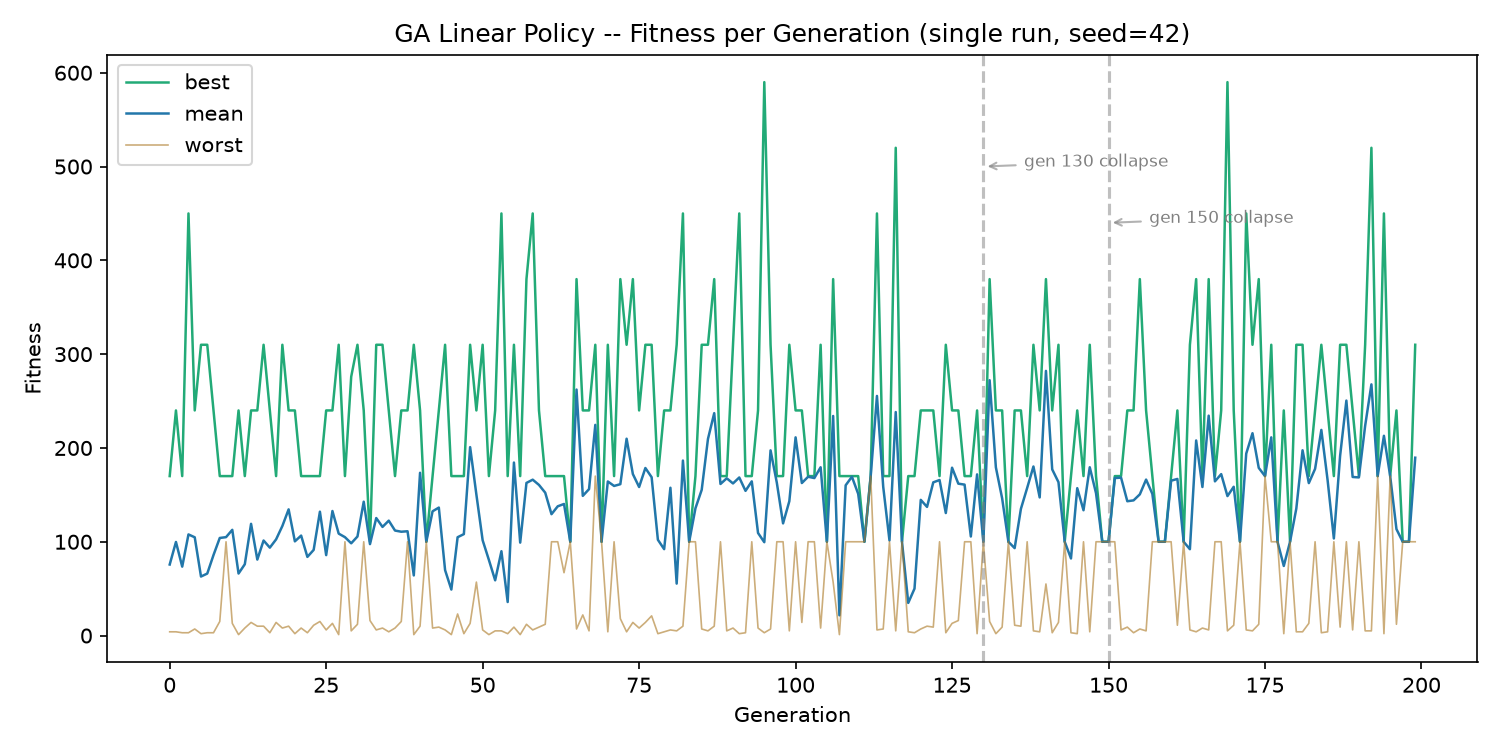 GA Linear Policy -- Fitness per Generation (single run, seed=42)
best
mean
worst
600
500
400
300
200
100
0
Fitness
gen 130 collapse
gen 150 collapse
0 25 50 75 100 125 150 175 200
Generation